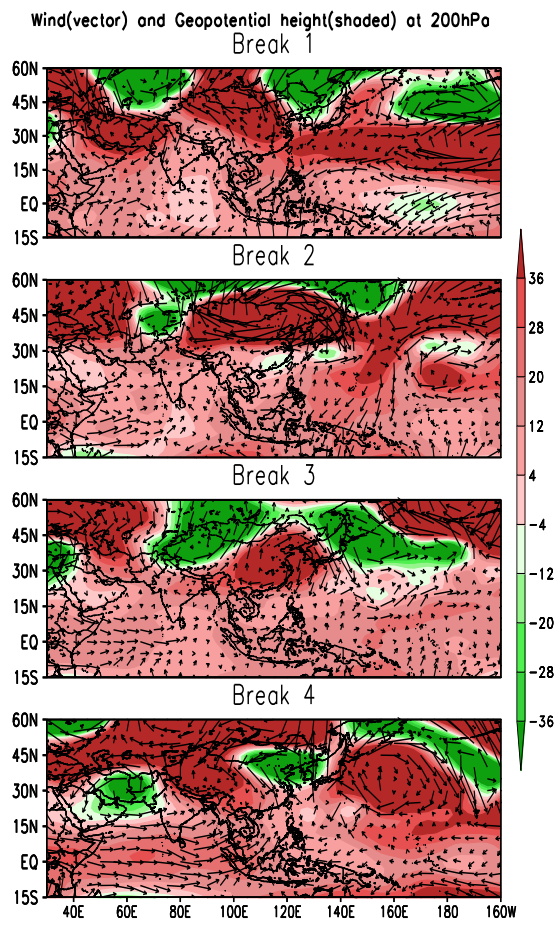 Wind(vector) and Geopotential height(shaded) at 200hPa
Break 1
60N
45N
30N
15N
EQ
15S
Break 2
60N
45N
30N
15N
EQ
15S
Break 3
60N
45N
30N
15N
EQ
15S
Break 4
60N
45N
30N
15N
EQ
15S
40E 60E 80E 100E 120E 140E 160E 180 160W
36
28
20
12
4
-4
-12
-20
-28
-36